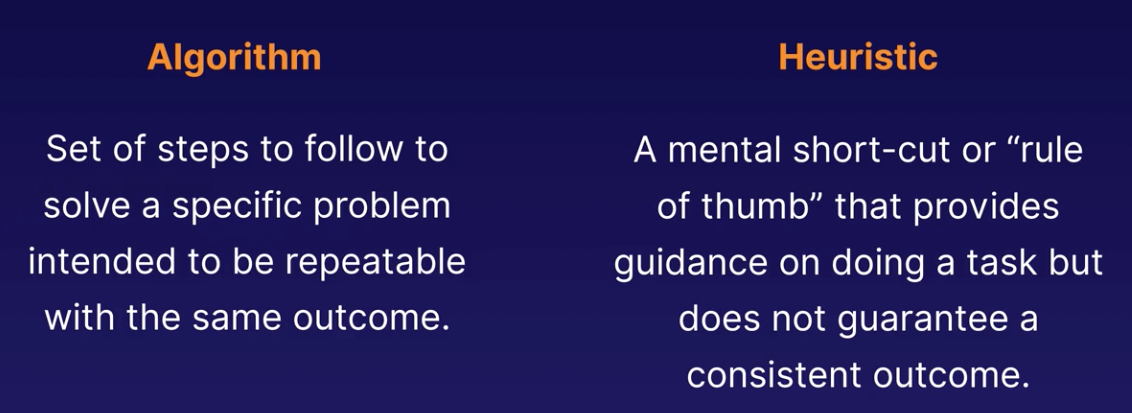 Algorithm
Set of steps to follow to
solve a specific problem
intended to be repeatable
with the same outcome.
Heuristic
A mental short-cut or “rule
of thumb” that provides
guidance on doing a task but
does not guarantee a
consistent outcome.